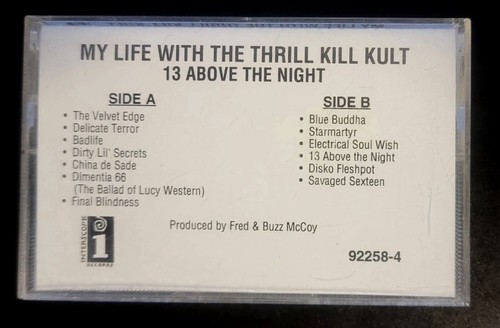 MY LIFE WITH THE THRILL KILL KULT
13 ABOVE THE NIGHT
SIDE A
• The Velvet Edge
• Delicate Terror
• Badlife
• Dirty Lil' Secrets
• China de Sade
• Dimentia 66
(The Ballad of Lucy Western)
• Final Blindness
SIDE B
• Blue Buddha
• Starmartyr
• Electrical Soul Wish
• 13 Above the Night
• Disko Fleshpot
• Savaged Sexteen
Produced by Fred & Buzz McCoy
INTERSCOPE
i
RECORDS
92258-4